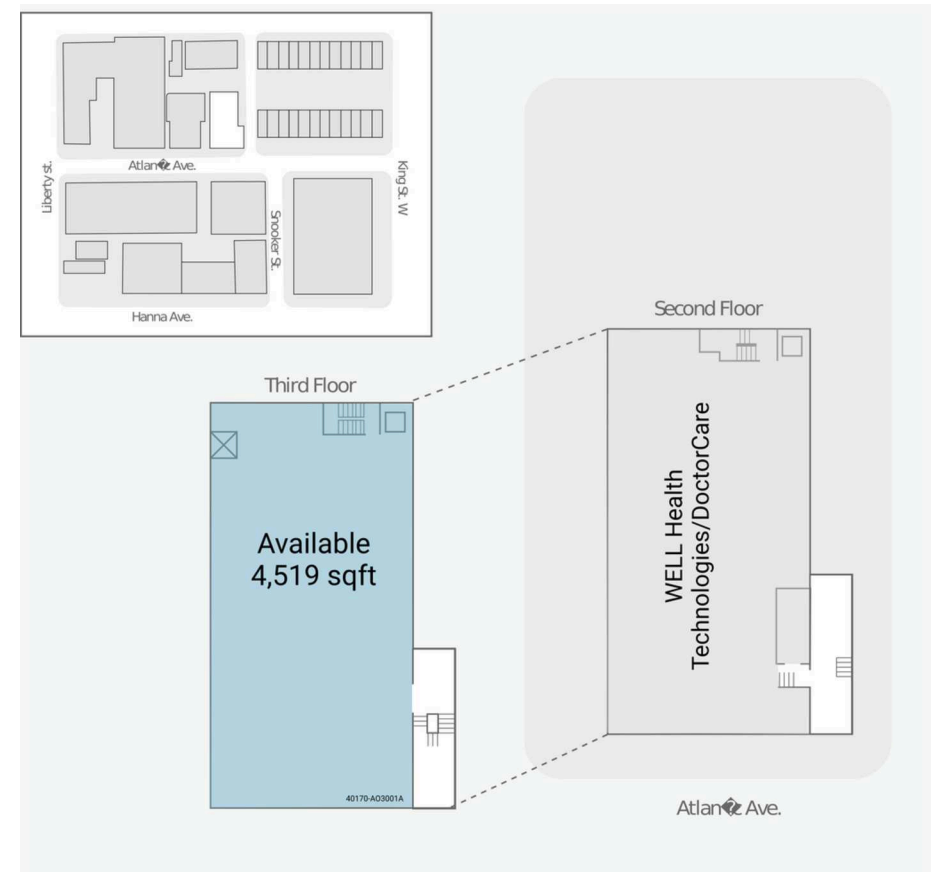 Liberty st.
Atlan�c Ave.
King St. W
Snooker St.
Hanna Ave.
Second Floor
Third Floor
WELL Health
Technologies/DoctorCare
Available
4,519 sqft
40170-AO3001A
Atlan�c Ave.